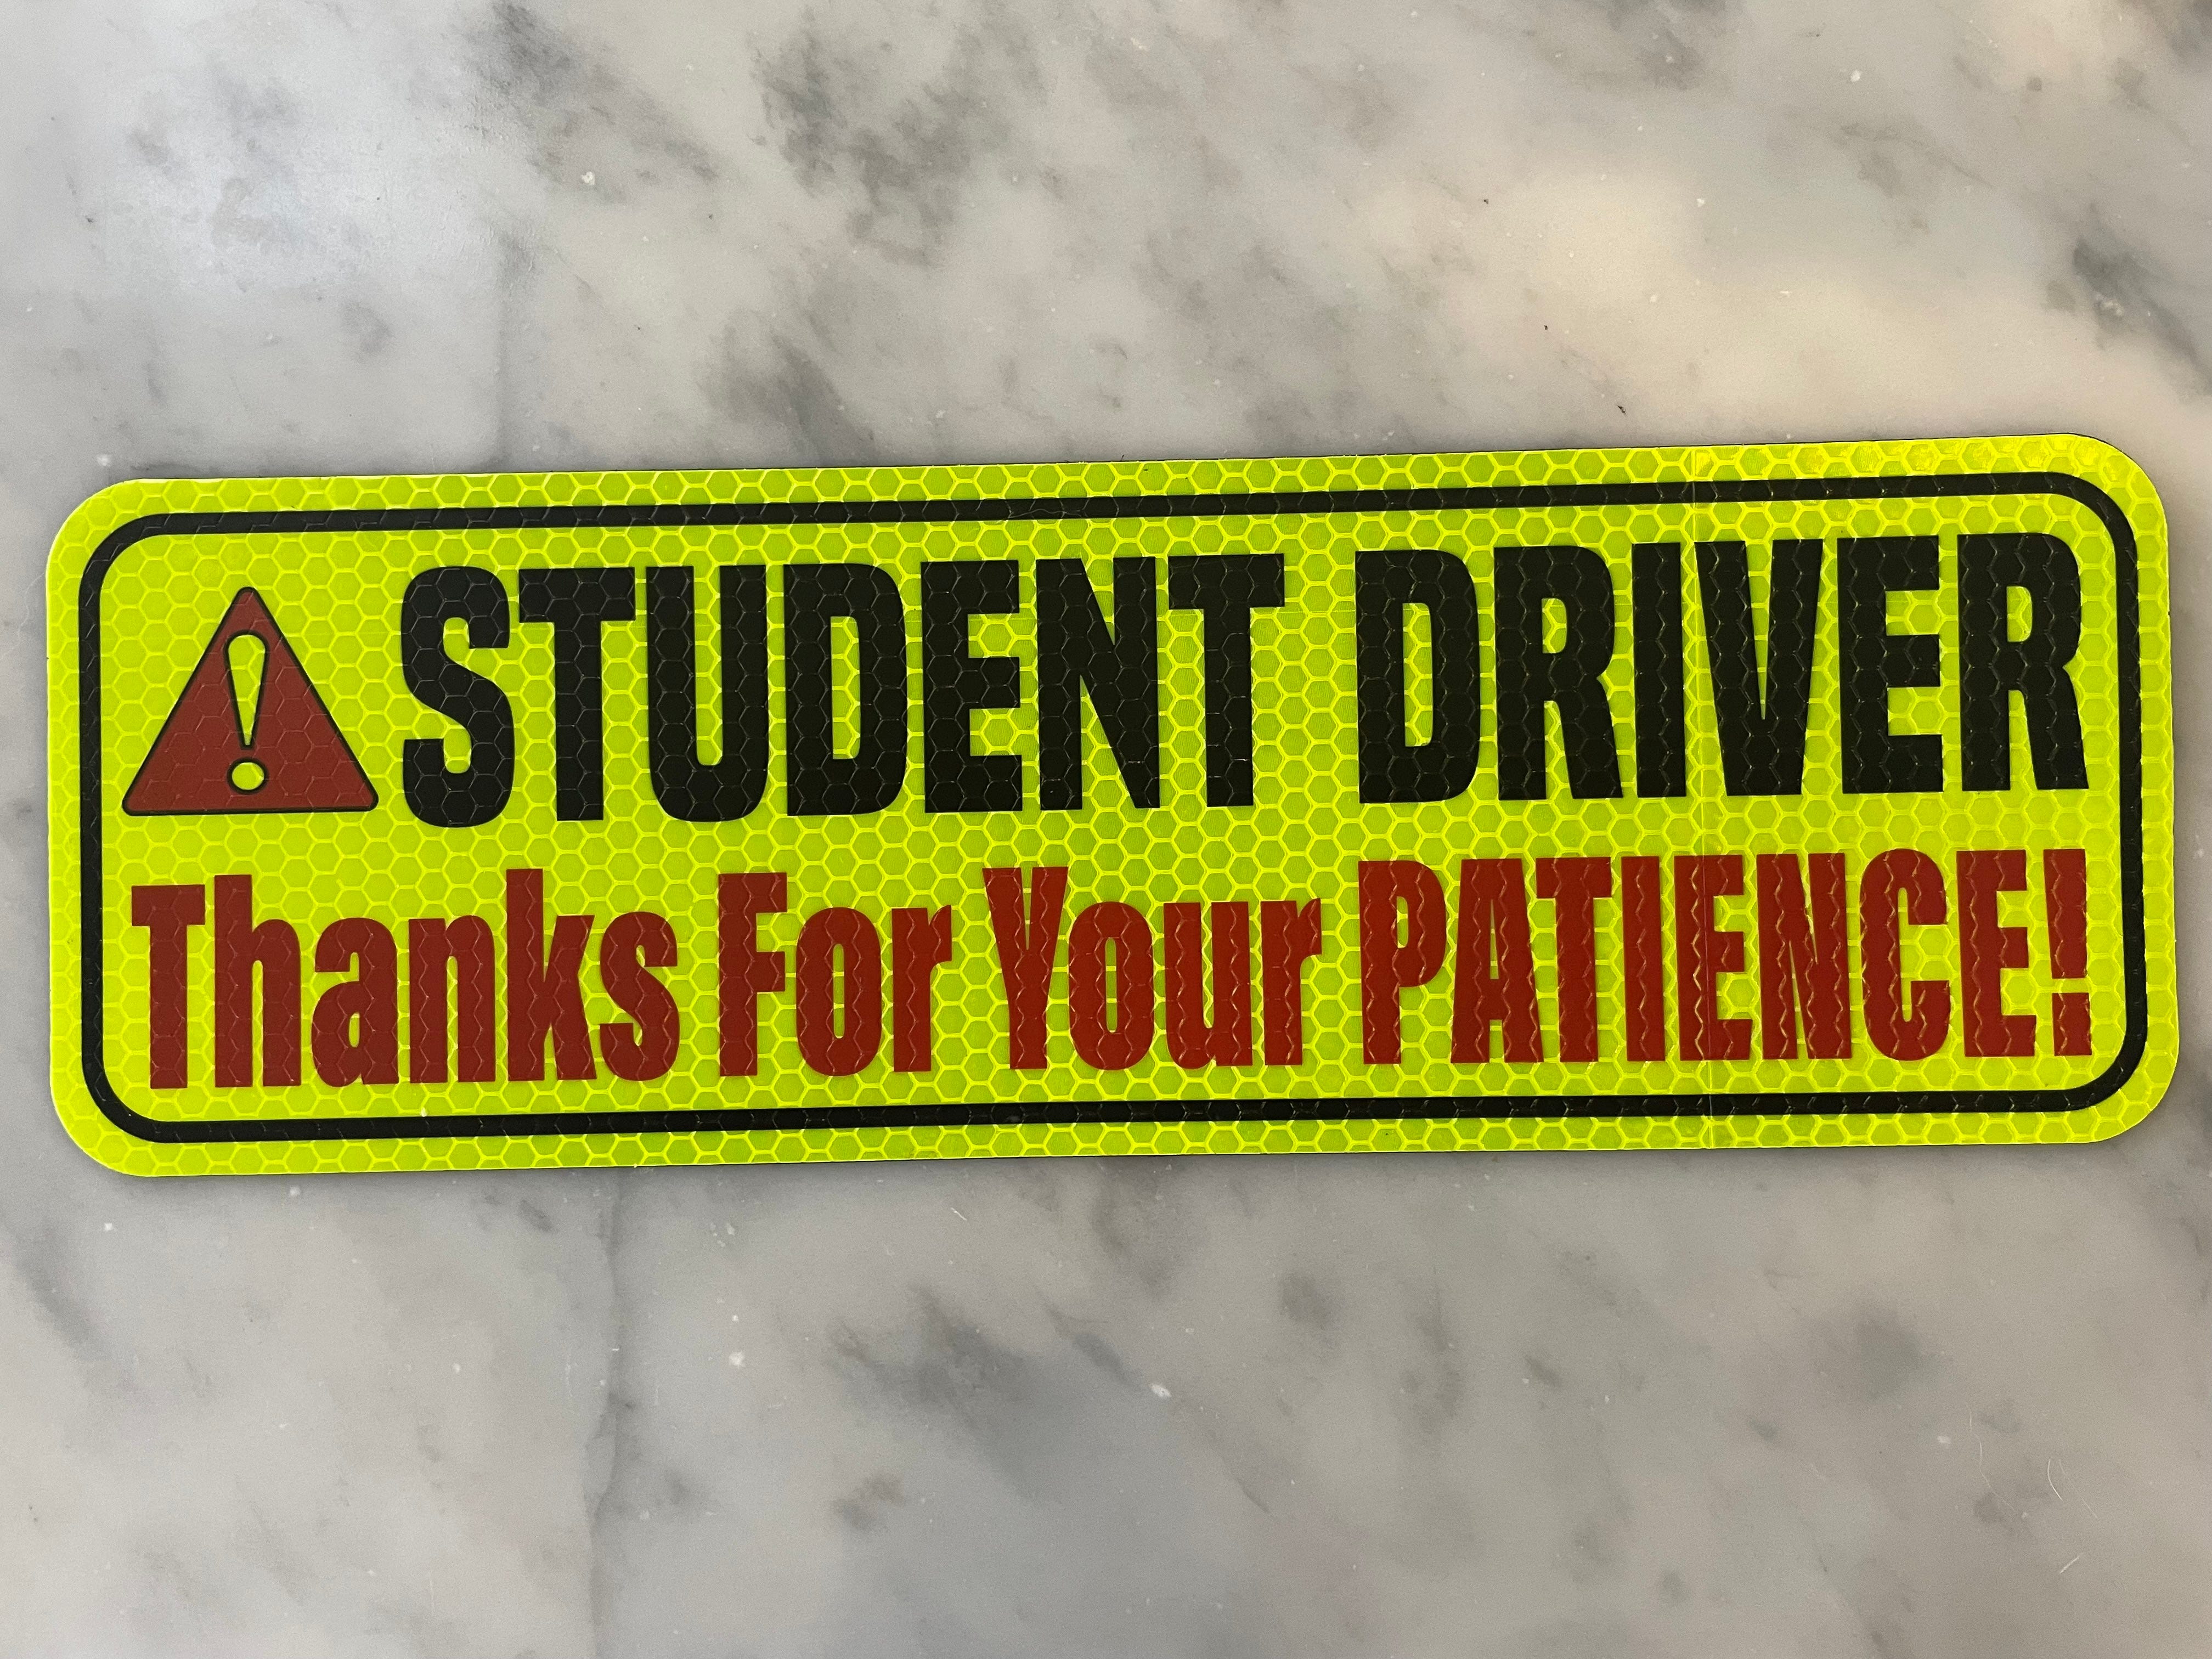 STUDENT DRIVER
Thanks For Your PATIENCE!